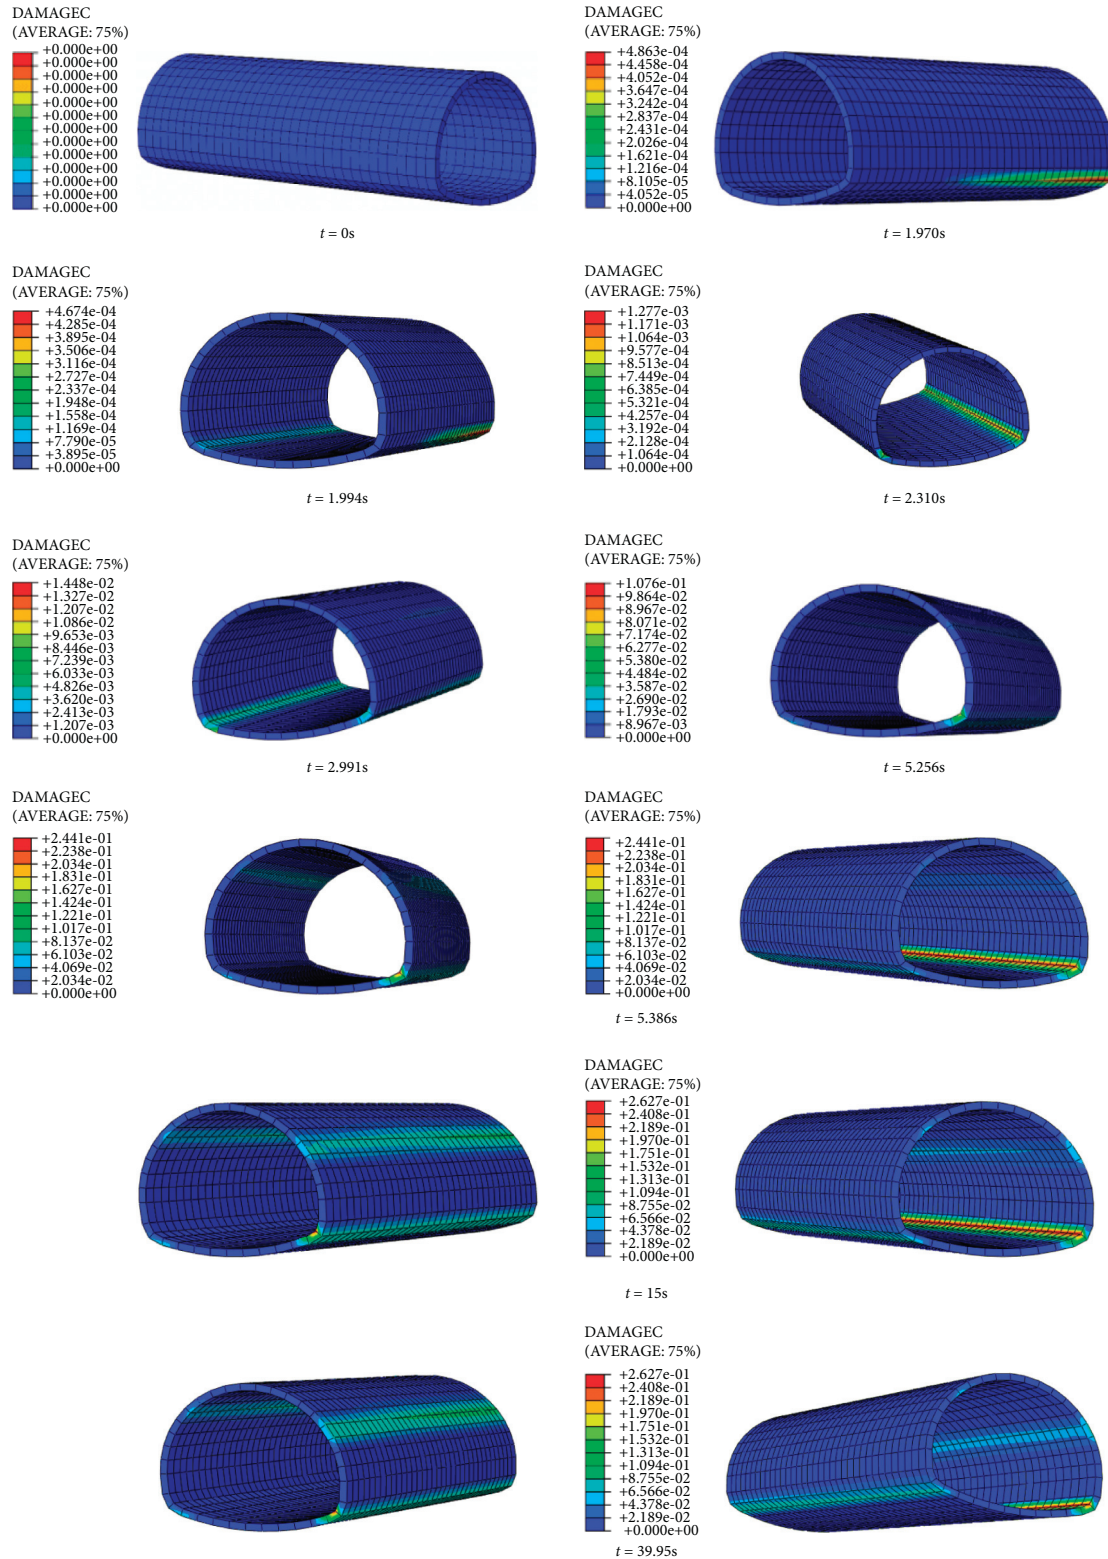 DAMAGEC
(AVERAGE: 75%)
+0.000e+00
+0.000e+00
+0.000e+00
+0.000e+00
+0.000e+00
+0.000e+00
+0.000e+00
+0.000e+00
+0.000e+00
+0.000e+00
+0.000e+00
+0.000e+00
+0.000e+00
t = 0s
DAMAGEC
(AVERAGE: 75%)
+4.863e-04
+4.458e-04
+4.052e-04
+3.647e-04
+3.242e-04
+2.837e-04
+2.431e-04
+2.026e-04
+1.621e-04
+1.216e-04
+8.105e-05
+4.052e-05
+0.000e+00
t = 1.970s
DAMAGEC
(AVERAGE: 75%)
+4.674e-04
+4.285e-04
+3.895e-04
+3.506e-04
+3.116e-04
+2.727e-04
+2.337e-04
+1.948e-04
+1.558e-04
+1.169e-04
+7.790e-05
+3.895e-05
+0.000e+00
t = 1.994s
DAMAGEC
(AVERAGE: 75%)
+1.277e-03
+1.171e-03
+1.064e-03
+9.577e-04
+8.513e-04
+7.449e-04
+6.385e-04
+5.321e-04
+4.257e-04
+3.192e-04
+2.128e-04
+1.064e-04
+0.000e+00
t = 2.310s
DAMAGEC
(AVERAGE: 75%)
+1.448e-02
+1.327e-02
+1.207e-02
+1.086e-02
+9.653e-03
+8.446e-03
+7.239e-03
+6.033e-03
+4.826e-03
+3.620e-03
+2.413e-03
+1.207e-03
+0.000e+00
t = 2.991s
DAMAGEC
(AVERAGE: 75%)
+1.076e-01
+9.864e-02
+8.967e-02
+8.071e-02
+7.174e-02
+6.277e-02
+5.380e-02
+4.484e-02
+3.587e-02
+2.690e-02
+1.793e-02
+8.967e-03
+0.000e+00
t = 5.256s
DAMAGEC
(AVERAGE: 75%)
+2.441e-01
+2.238e-01
+2.034e-01
+1.831e-01
+1.627e-01
+1.424e-01
+1.221e-01
+1.017e-01
+8.137e-02
+6.103e-02
+4.069e-02
+2.034e-02
+0.000e+00
DAMAGEC
(AVERAGE: 75%)
+2.441e-01
+2.238e-01
+2.034e-01
+1.831e-01
+1.627e-01
+1.424e-01
+1.221e-01
+1.017e-01
+8.137e-02
+6.103e-02
+4.069e-02
+2.034e-02
+0.000e+00
t = 5.386s
DAMAGEC
(AVERAGE: 75%)
+2.627e-01
+2.408e-01
+2.189e-01
+1.970e-01
+1.751e-01
+1.532e-01
+1.313e-01
+1.094e-01
+8.755e-02
+6.566e-02
+4.378e-02
+2.189e-02
+0.000e+00
t = 15s
DAMAGEC
(AVERAGE: 75%)
+2.627e-01
+2.408e-01
+2.189e-01
+1.970e-01
+1.751e-01
+1.532e-01
+1.313e-01
+1.094e-01
+8.755e-02
+6.566e-02
+4.378e-02
+2.189e-02
+0.000e+00
t = 39.95s